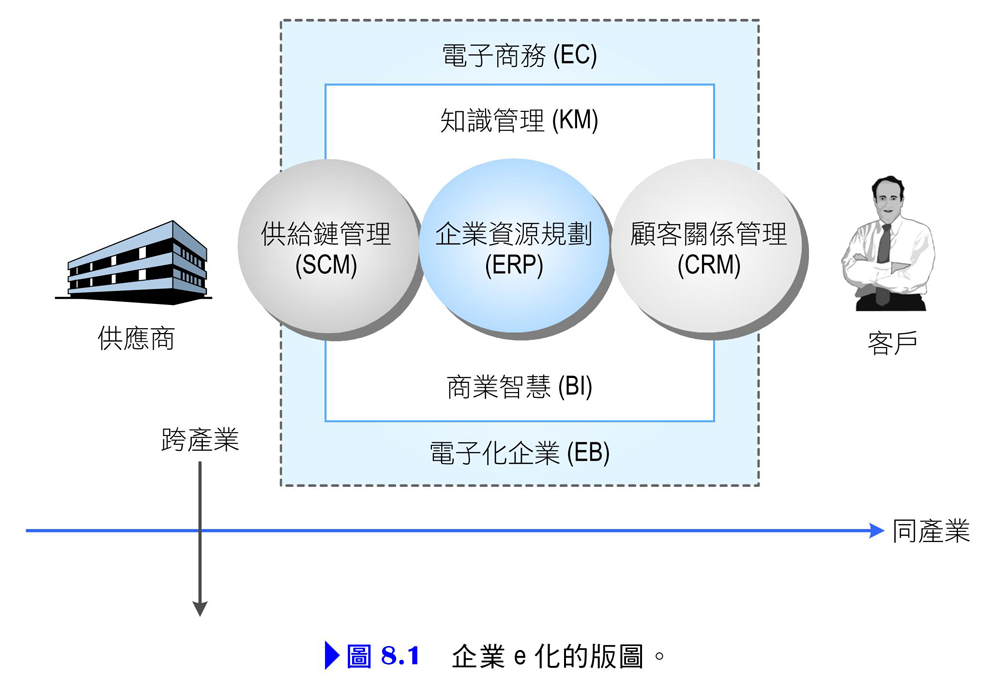 電子商務 (EC)
知識管理 (KM)
供給鏈管理
(SCM)
企業資源規劃
(ERP)
顧客關係管理
(CRM)
供應商
客戶
商業智慧 (BI)
電子化企業 (EB)
跨產業
同產業
圖 8.1 企業 e 化的版圖。